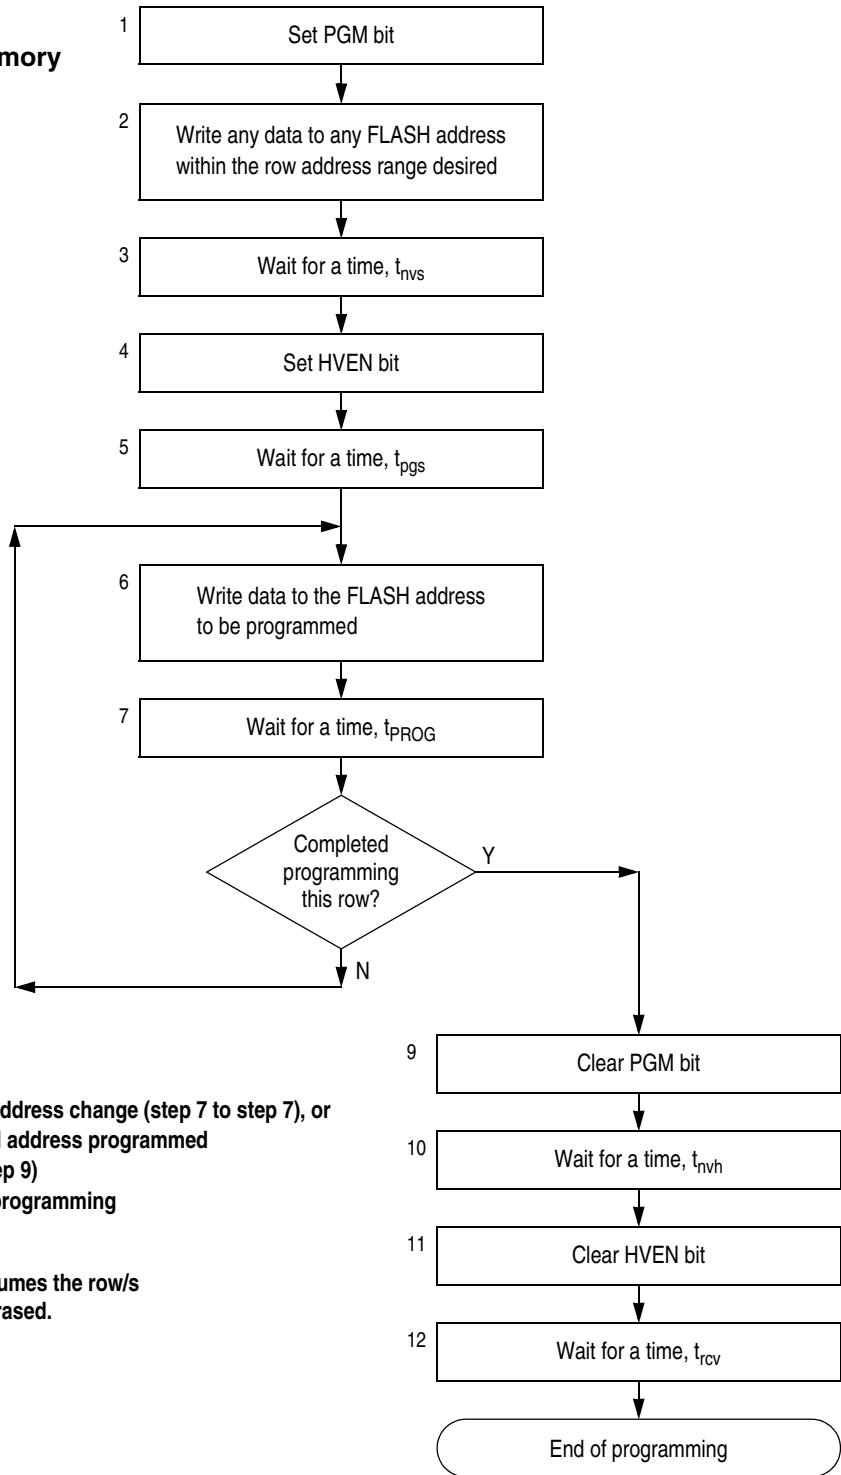 1
Set PGM bit
mory
2
Write any data to any FLASH address
within the row address range desired
3
Wait for a time, tnvs
4
Set HVEN bit
5
Wait for a time, tpgs
6
Write data to the FLASH address
to be programmed
7
Wait for a time, tPROG
Completed
programming
this row?
Y
N
9
Clear PGM bit
ddress change (step 7 to step 7), or
address programmed
ep 9)
programming
10
Wait for a time, tnvh
11
Clear HVEN bit
umes the row/s
rased.
12
Wait for a time, trcv
End of programming